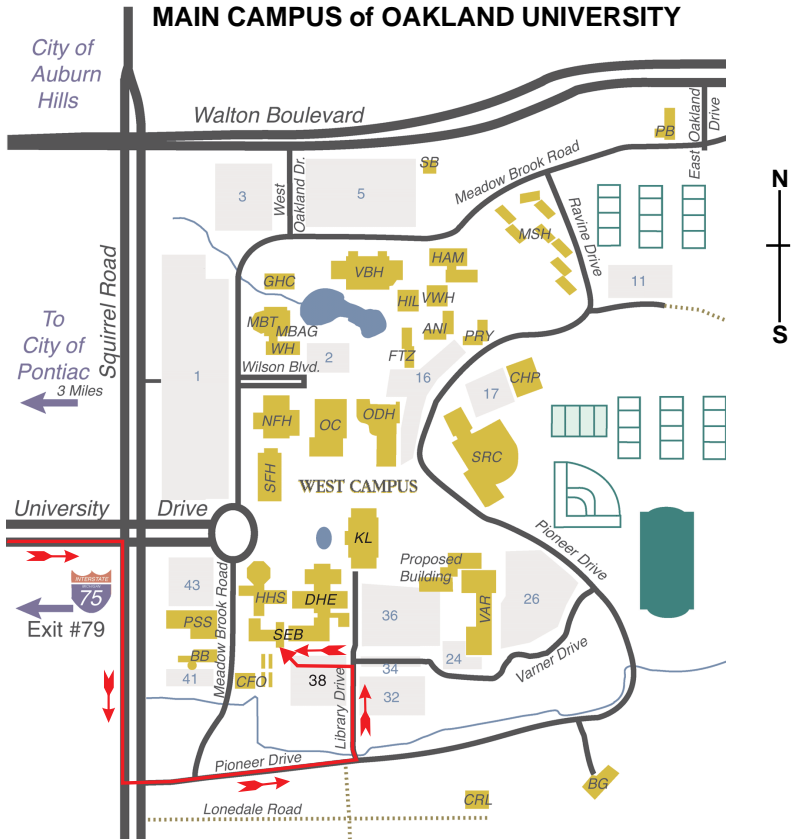 MAIN CAMPUS of OAKLAND UNIVERSITY
City of
Auburn
Hills
Walton Boulevard
PB
East Oakland
Drive
SB
Meadow Brook Road
3
West
Oakland Dr.
5
N
S
MSH
Ravine Drive
11
Squirrel Road
GHC
VBH
HAM
HIL
VWH
MBT
MBAG
WH
ANI
PRY
FTZ
To
City of
Pontiac
3 Miles
1
2
Wilson Blvd.
16
17
CHP
NFH
OC
ODH
SRC
SFH
WEST CAMPUS
University
Drive
KL
Pioneer Drive
Proposed
Building
43
HHS
DHE
36
VAR
26
INTERSTATE
MICHIGAN
75
Exit #79
PSS
SEB
BB
41
Meadow Brook Road
CFO
38
Library Drive
34
32
24
Varner Drive
Pioneer Drive
BG
CRL
Lonedale Road